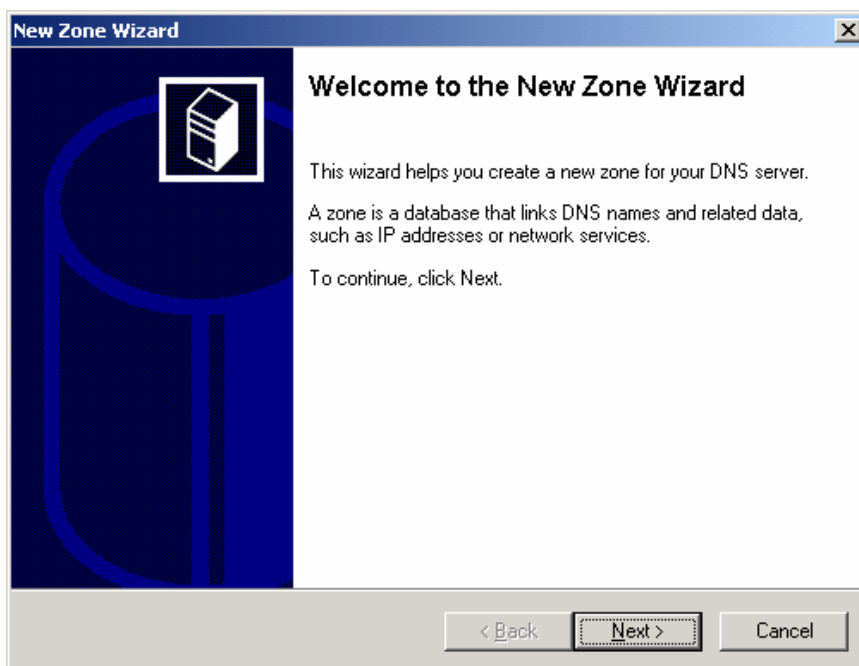 New Zone Wizard
Welcome to the New Zone Wizard
This wizard helps you create a new zone for your DNS server.
A zone is a database that links DNS names and related data,
such as IP addresses or network services.
To continue, click Next.
< Back
Next >
Cancel